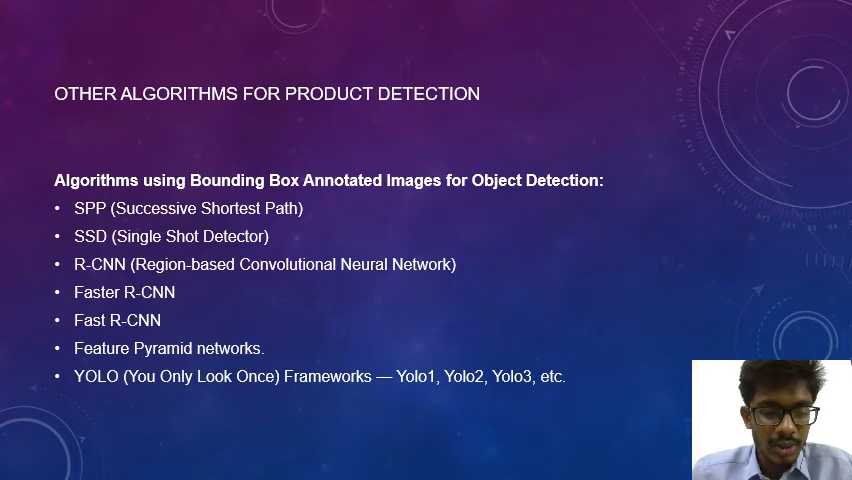 OTHER ALGORITHMS FOR PRODUCT DETECTION
Algorithms using Bounding Box Annotated Images for Object Detection:
• SPP (Successive Shortest Path)
• SSD (Single Shot Detector)
• R-CNN (Region-based Convolutional Neural Network)
• Faster R-CNN
• Fast R-CNN
• Feature Pyramid networks.
• YOLO (You Only Look Once) Frameworks — Yolo1, Yolo2, Yolo3, etc.